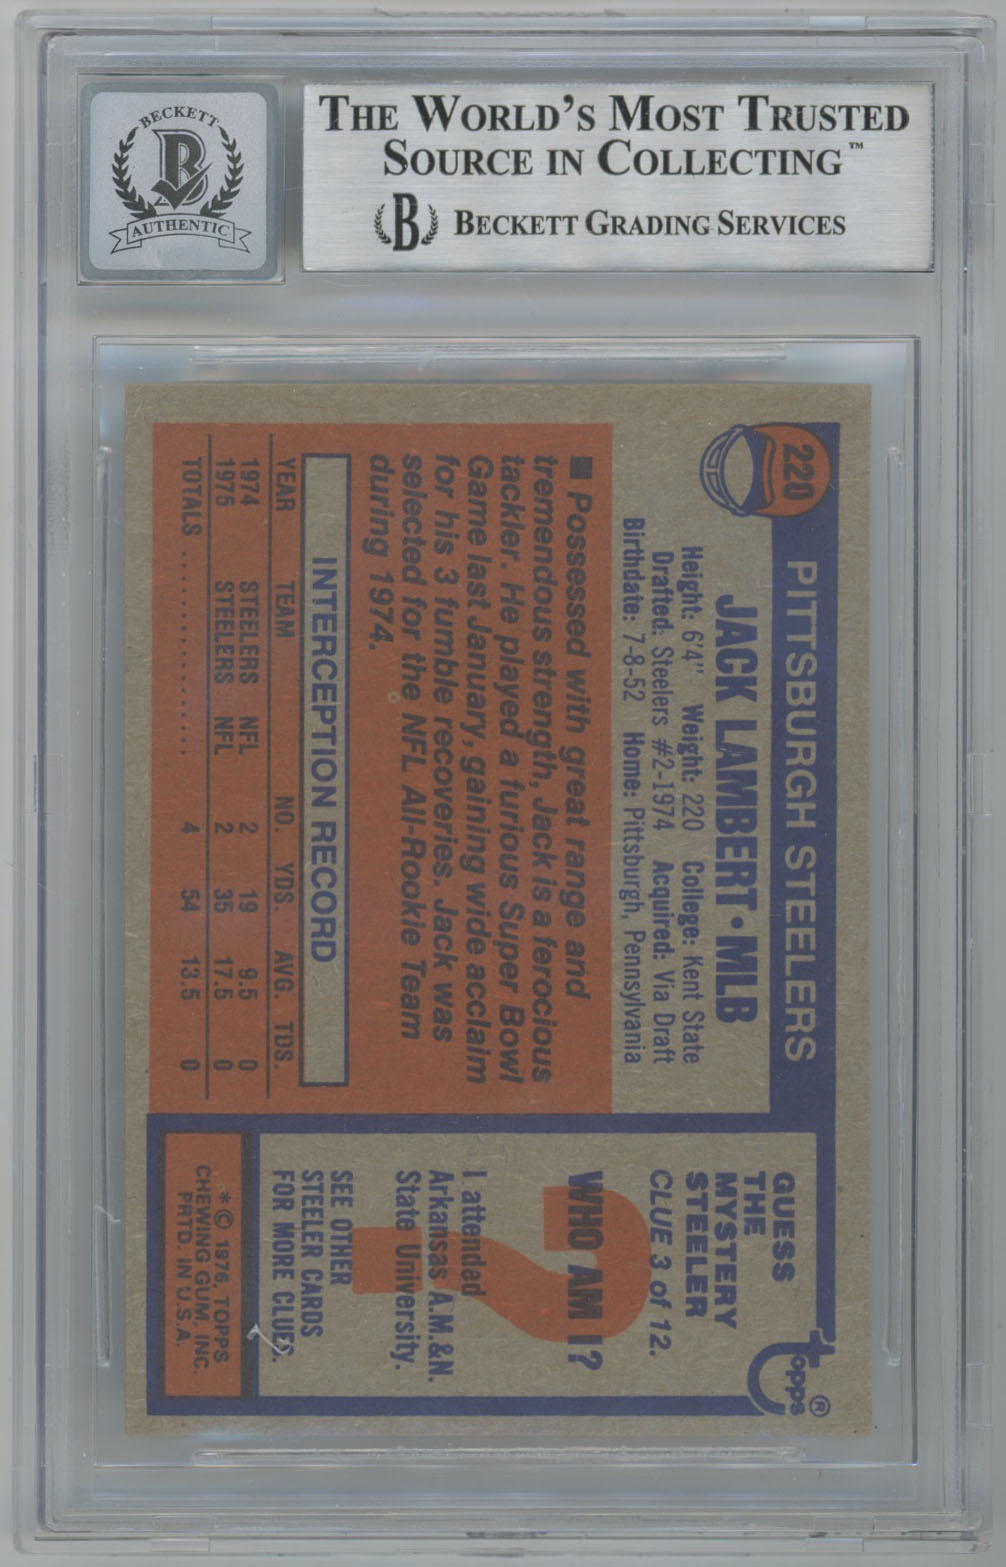 BECKETT
B
AUTHENTIC
THE WORLD'S MOST TRUSTED
SOURCE IN COLLECTING™
B BECKETT GRADING SERVICES
220
PITTSBURGH STEELERS
JACK LAMBERT • MLB
Height: 6'4" Weight: 220 College: Kent State
Drafted: Steelers #2-1974 Acquired: Via Draft
Birthdate: 7-8-52 Home: Pittsburgh, Pennsylvania
■ Possessed with great range and
tremendous strength, Jack is a ferocious
tackler. He played a furious Super Bowl
Game last January, gaining wide acclaim
for his 3 fumble recoveries. Jack was
selected for the NFL All-Rookie Team
during 1974.
INTERCEPTION RECORD
YEAR TEAM NO. YDS. AVG. TDS.
1974 STEELERS NFL 2 19 9.5 0
1975 STEELERS NFL 2 35 17.5 0
TOTALS .................... 4 54 13.5 0
topps®
GUESS
THE
MYSTERY
STEELER
CLUE 3 of 12.
WHO AM I?
?
I attended
Arkansas A.M.&N.
State University.
SEE OTHER
STEELER CARDS
FOR MORE CLUES.
* © 1976, TOPPS
CHEWING GUM, INC.
PRTD. IN U.S.A.